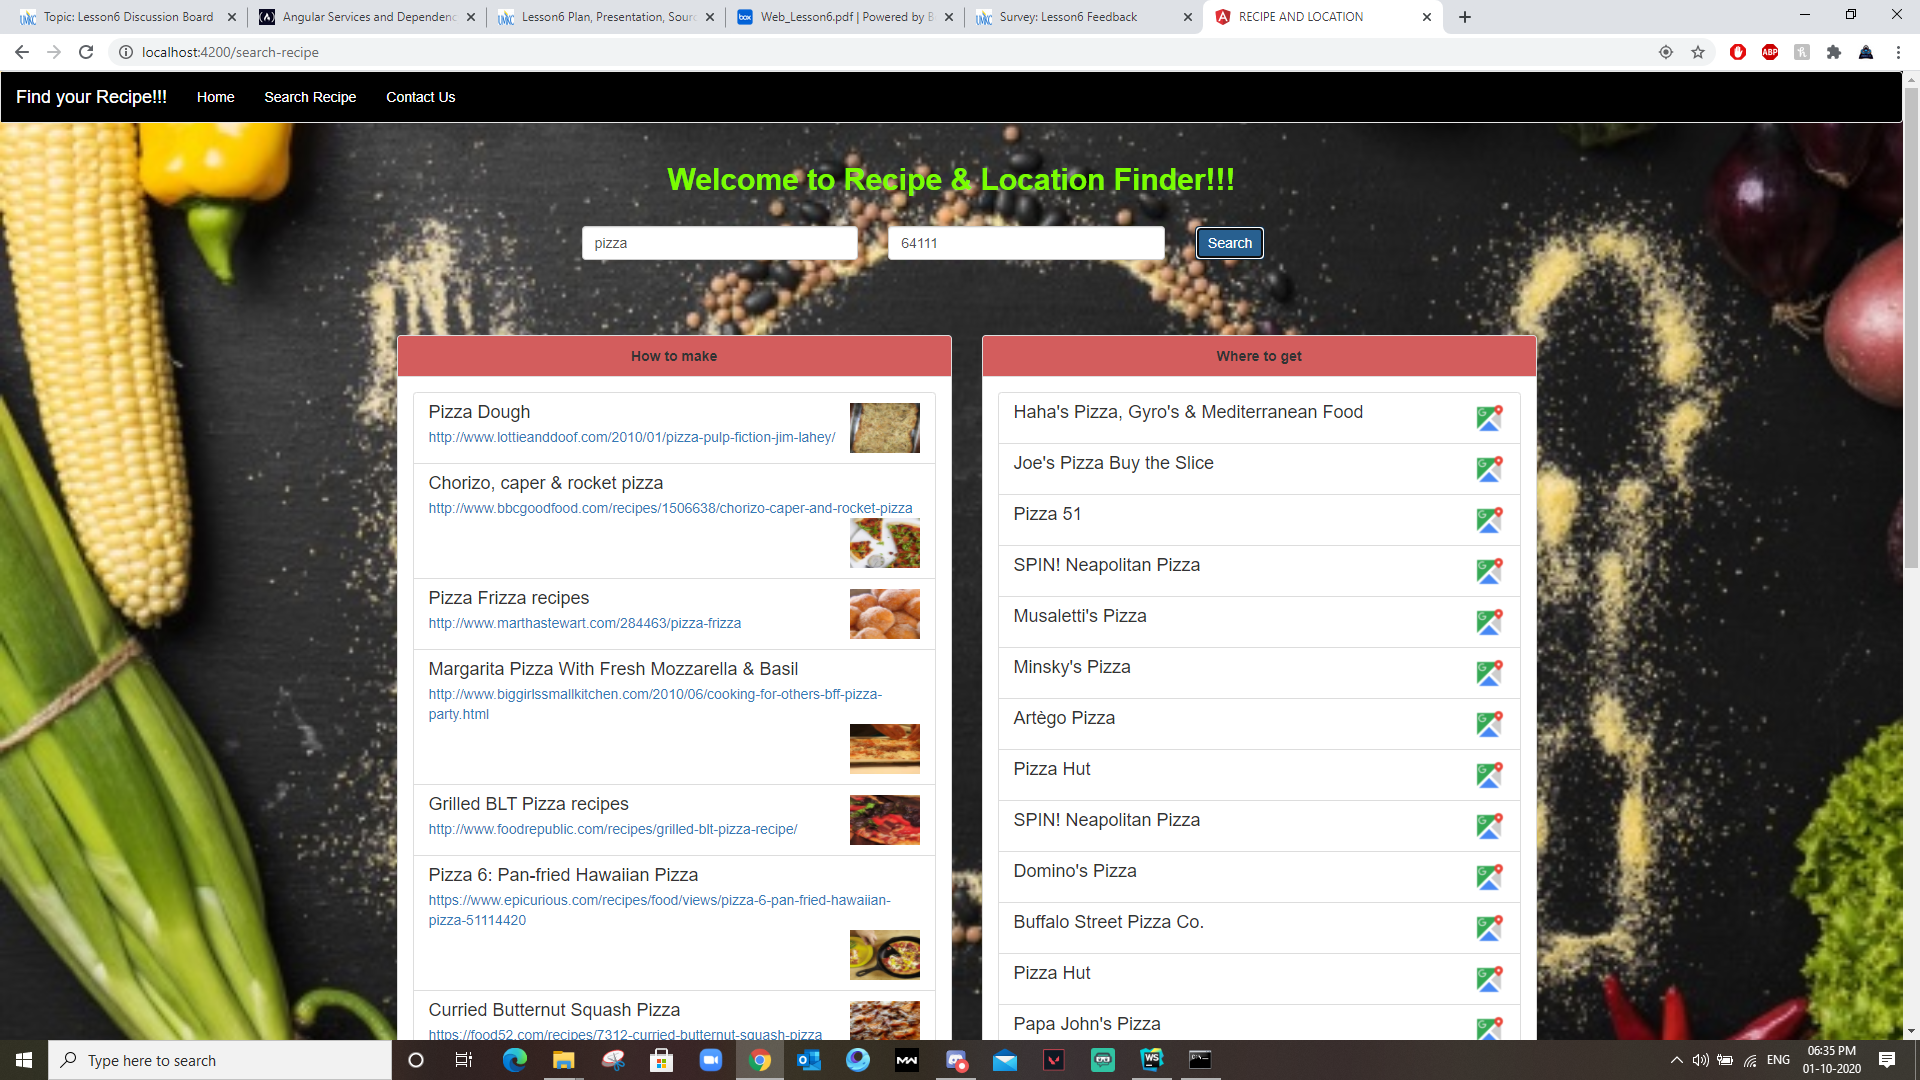 Topic: Lesson6 Discussion Board
Angular Services and Dependenc
Lesson6 Plan, Presentation, Sourc
Web_Lesson6.pdf | Powered by B
Survey: Lesson6 Feedback
RECIPE AND LOCATION
localhost:4200/search-recipe
ABP
Find your Recipe!!!
Home
Search Recipe
Contact Us
Welcome to Recipe & Location Finder!!!
pizza
64111
Search
How to make
Pizza Dough
http://www.lottieanddoof.com/2010/01/pizza-pulp-fiction-jim-lahey/
Chorizo, caper & rocket pizza
http://www.bbcgoodfood.com/recipes/1506638/chorizo-caper-and-rocket-pizza
Pizza Frizza recipes
http://www.marthastewart.com/284463/pizza-frizza
Margarita Pizza With Fresh Mozzarella & Basil
http://www.biggirlssmallkitchen.com/2010/06/cooking-for-others-bff-pizza-
party.html
Grilled BLT Pizza recipes
http://www.foodrepublic.com/recipes/grilled-blt-pizza-recipe/
Pizza 6: Pan-fried Hawaiian Pizza
https://www.epicurious.com/recipes/food/views/pizza-6-pan-fried-hawaiian-
pizza-51114420
Curried Butternut Squash Pizza
https://food52.com/recipes/7312-curried-butternut-squash-pizza
Where to get
Haha's Pizza, Gyro's & Mediterranean Food
Joe's Pizza Buy the Slice
Pizza 51
SPIN! Neapolitan Pizza
Musaletti's Pizza
Minsky's Pizza
Artègo Pizza
Pizza Hut
SPIN! Neapolitan Pizza
Domino's Pizza
Buffalo Street Pizza Co.
Pizza Hut
Papa John's Pizza
Type here to search
ENG
06:35 PM
01-10-2020